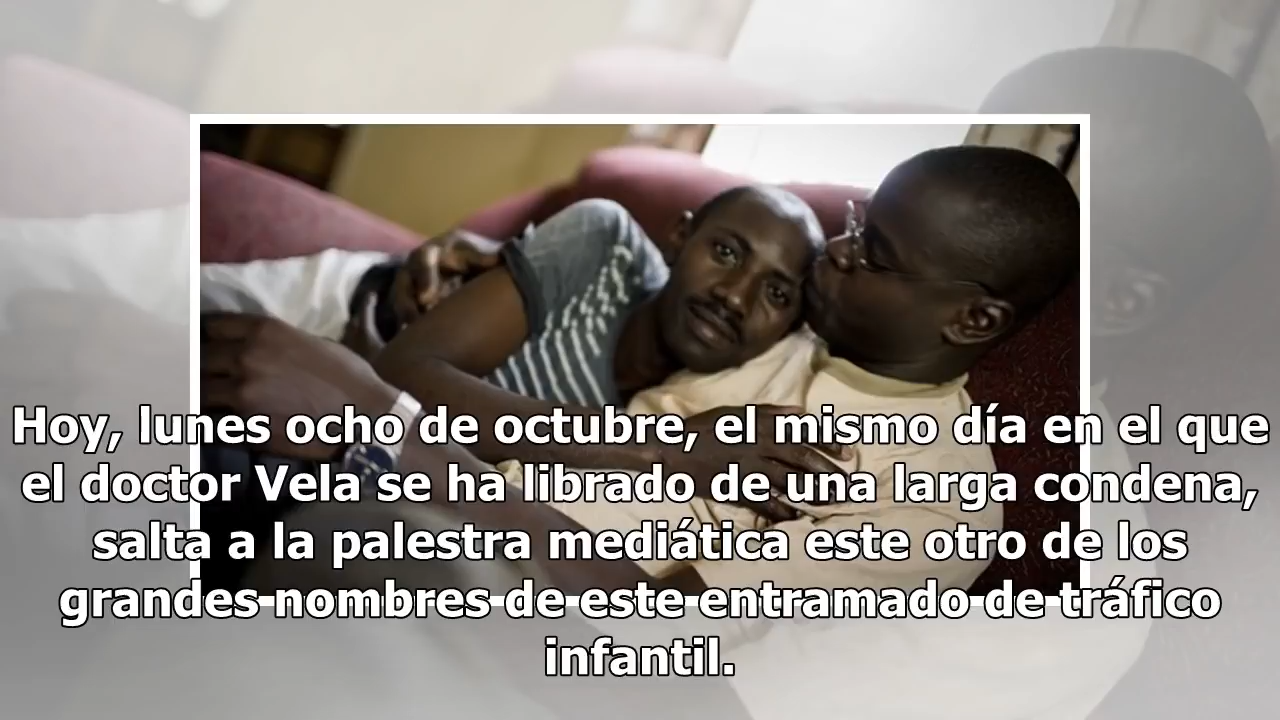 Hoy, lunes ocho de octubre, el mismo día en el que
el doctor Vela se ha librado de una larga condena,
salta a la palestra mediática este otro de los
grandes nombres de este entramado de tráfico
infantil.